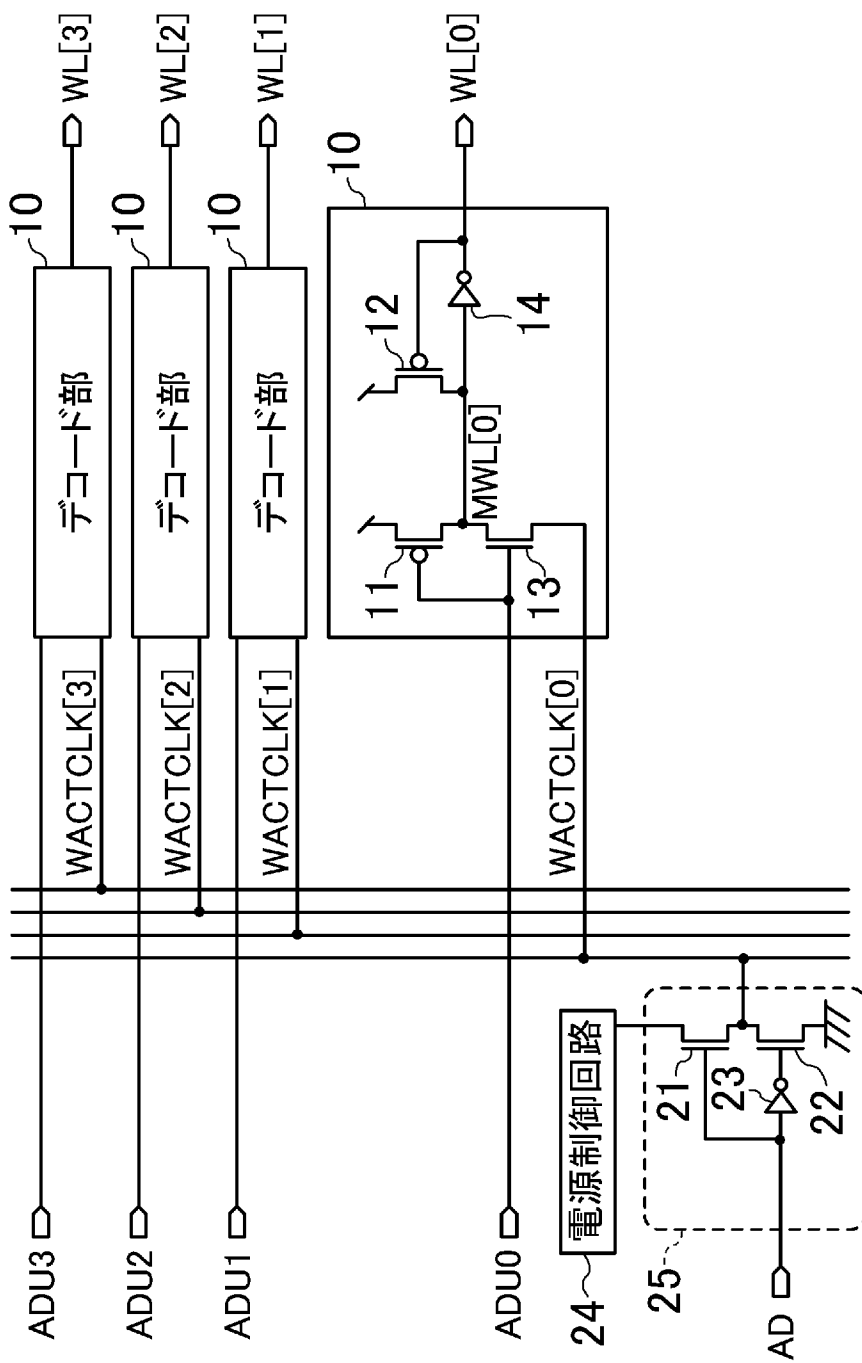 ADU3
WACTCLK[3]
デコード部
10
WL[3]
ADU2
WACTCLK[2]
デコード部
10
WL[2]
ADU1
WACTCLK[1]
デコード部
10
WL[1]
10
12
11
MWL[0]
14
13
WL[0]
ADU0
WACTCLK[0]
電源制御回路
24
21
23
22
25
AD